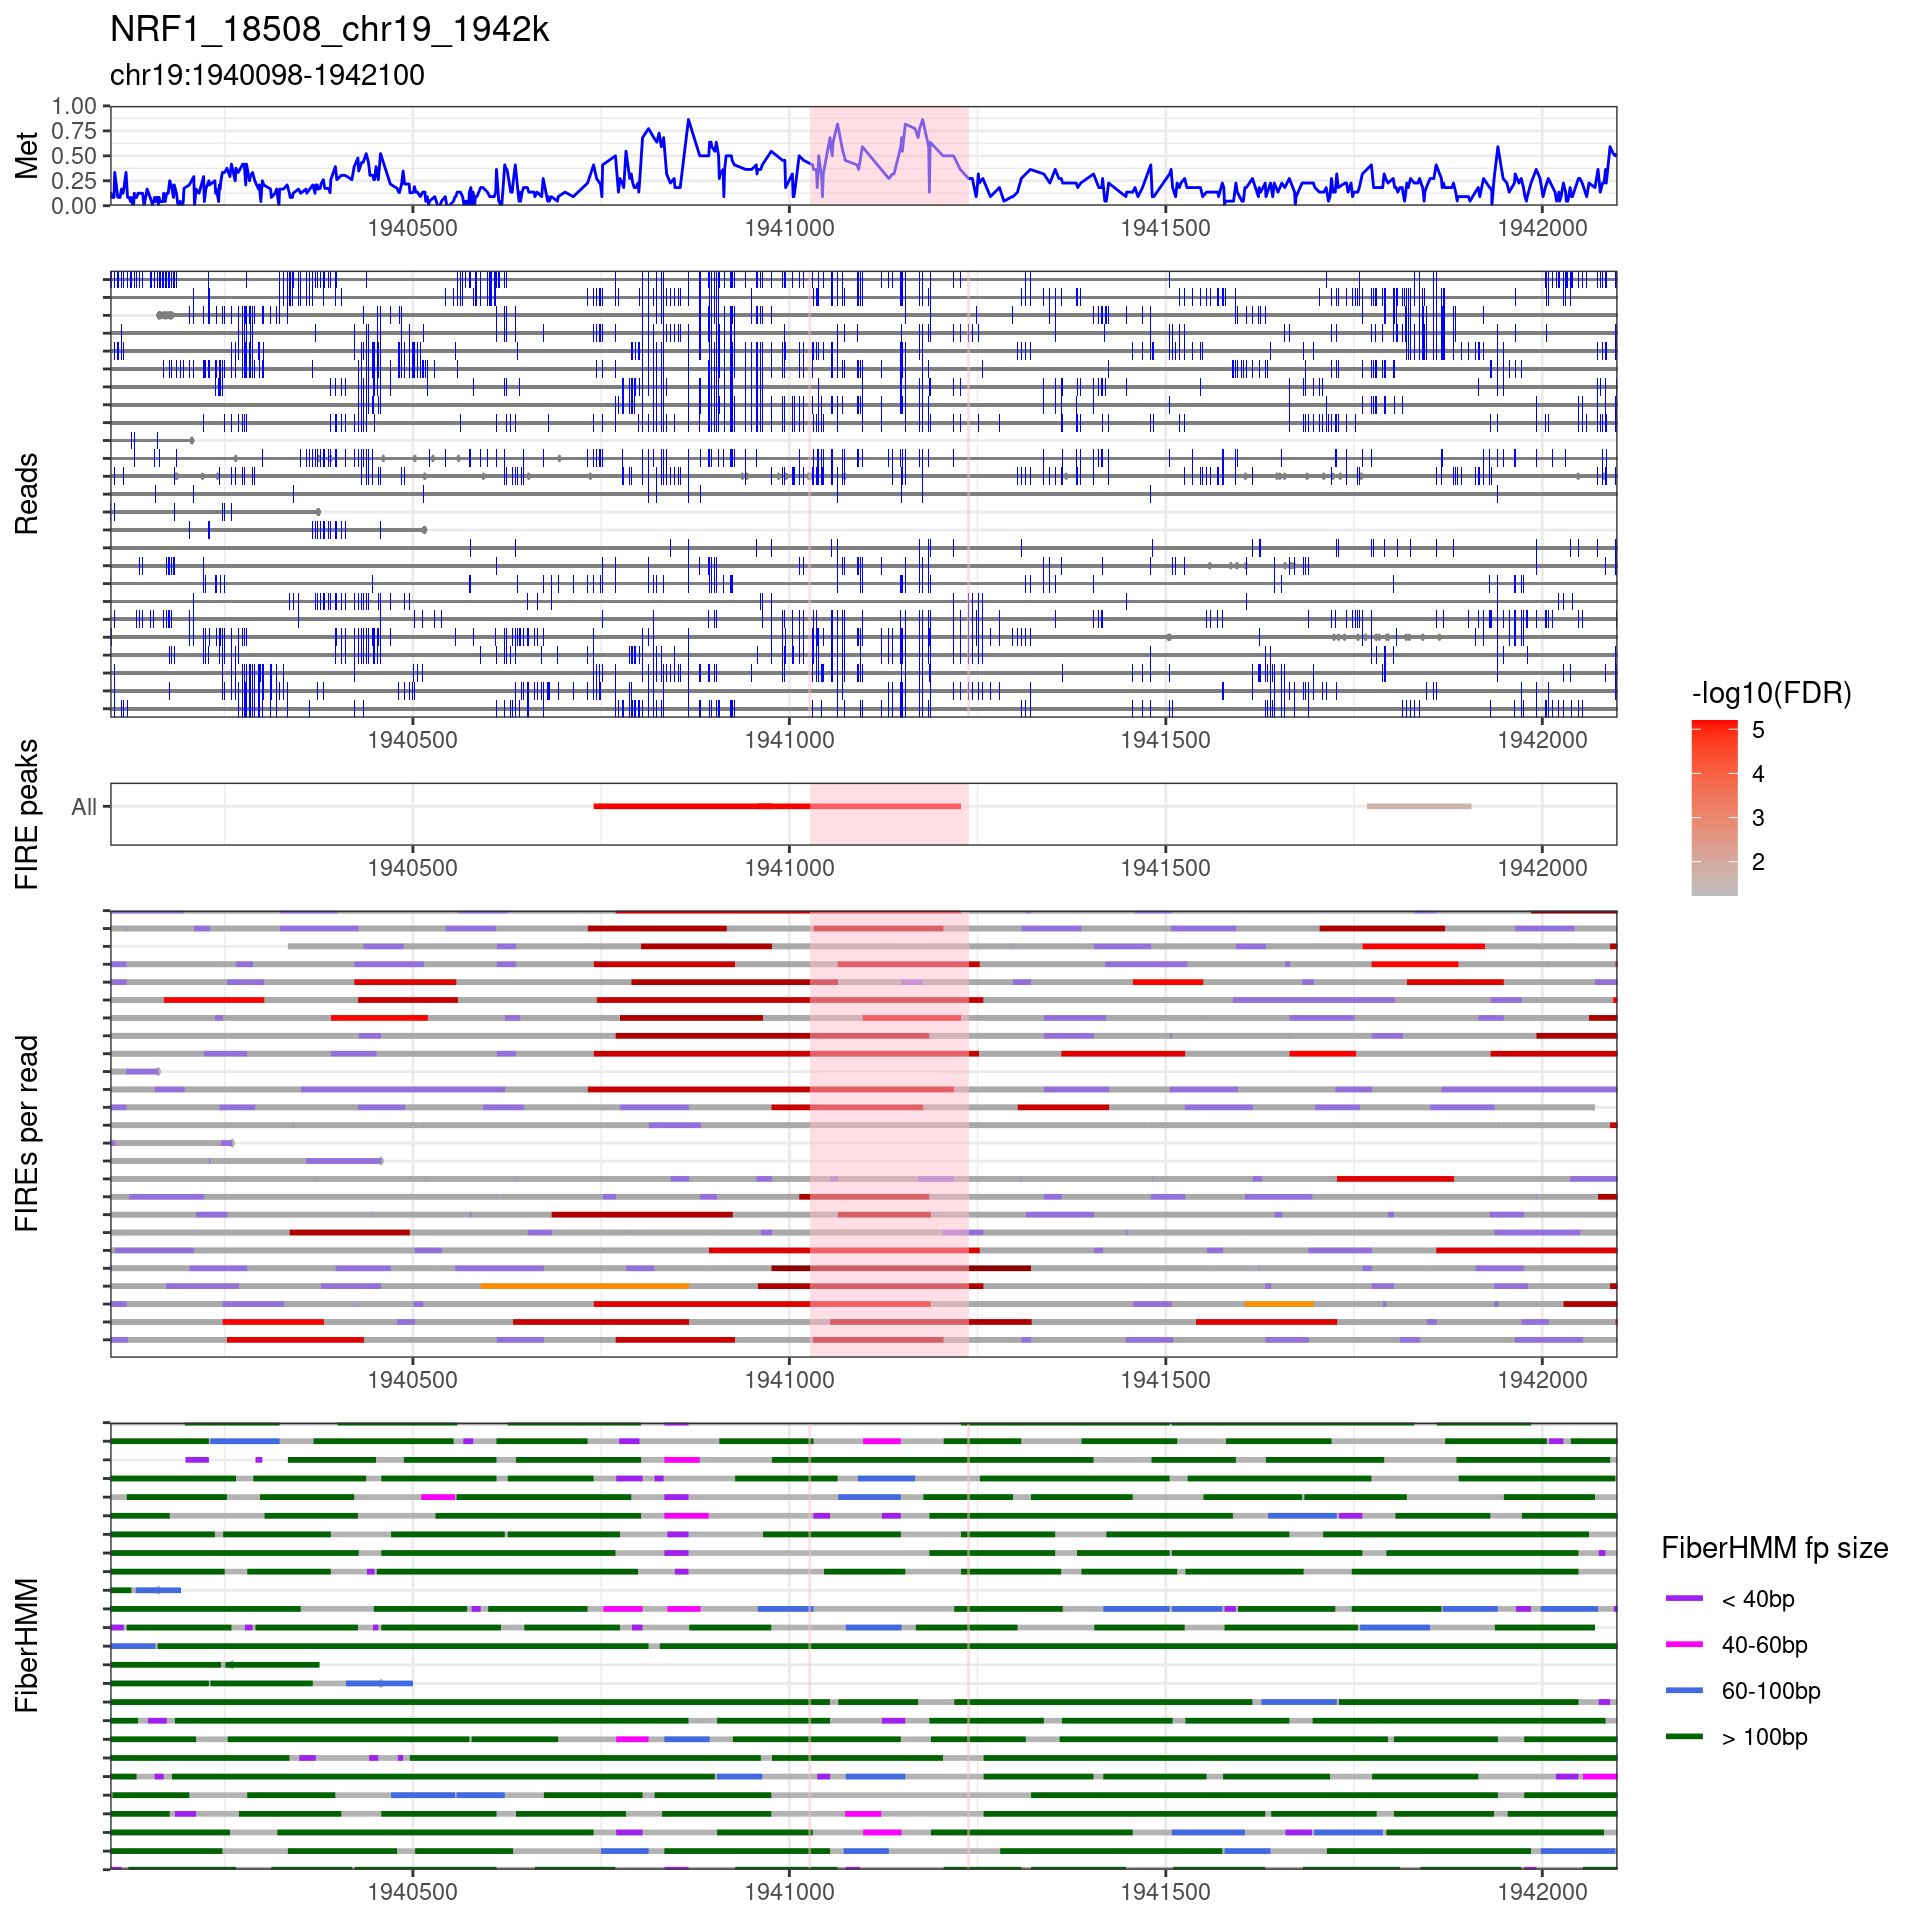 NRF1_18508_chr19_1942k
chr19:1940098-1942100
Met
1.00
0.75
0.50
0.25
0.00
1940500 1941000 1941500 1942000
Reads
1940500 1941000 1941500 1942000
FIRE peaks
All
1940500 1941000 1941500 1942000
-log10(FDR)
5
4
3
2
FIREs per read
1940500 1941000 1941500 1942000
FiberHMM
1940500 1941000 1941500 1942000
FiberHMM fp size
< 40bp
40-60bp
60-100bp
> 100bp